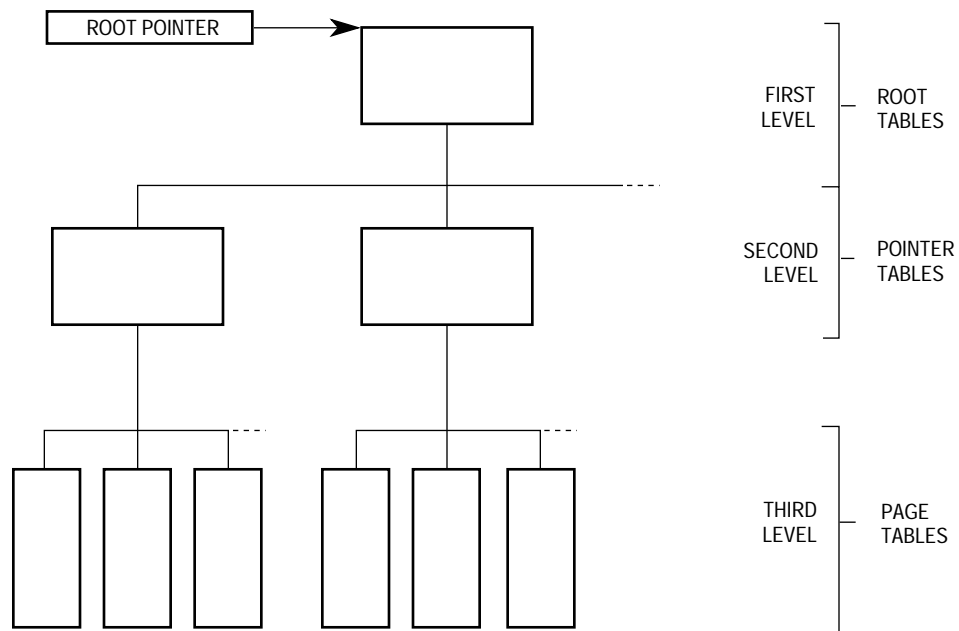 ROOT POINTER
FIRST
LEVEL
ROOT
TABLES
SECOND
LEVEL
POINTER
TABLES
THIRD
LEVEL
PAGE
TABLES